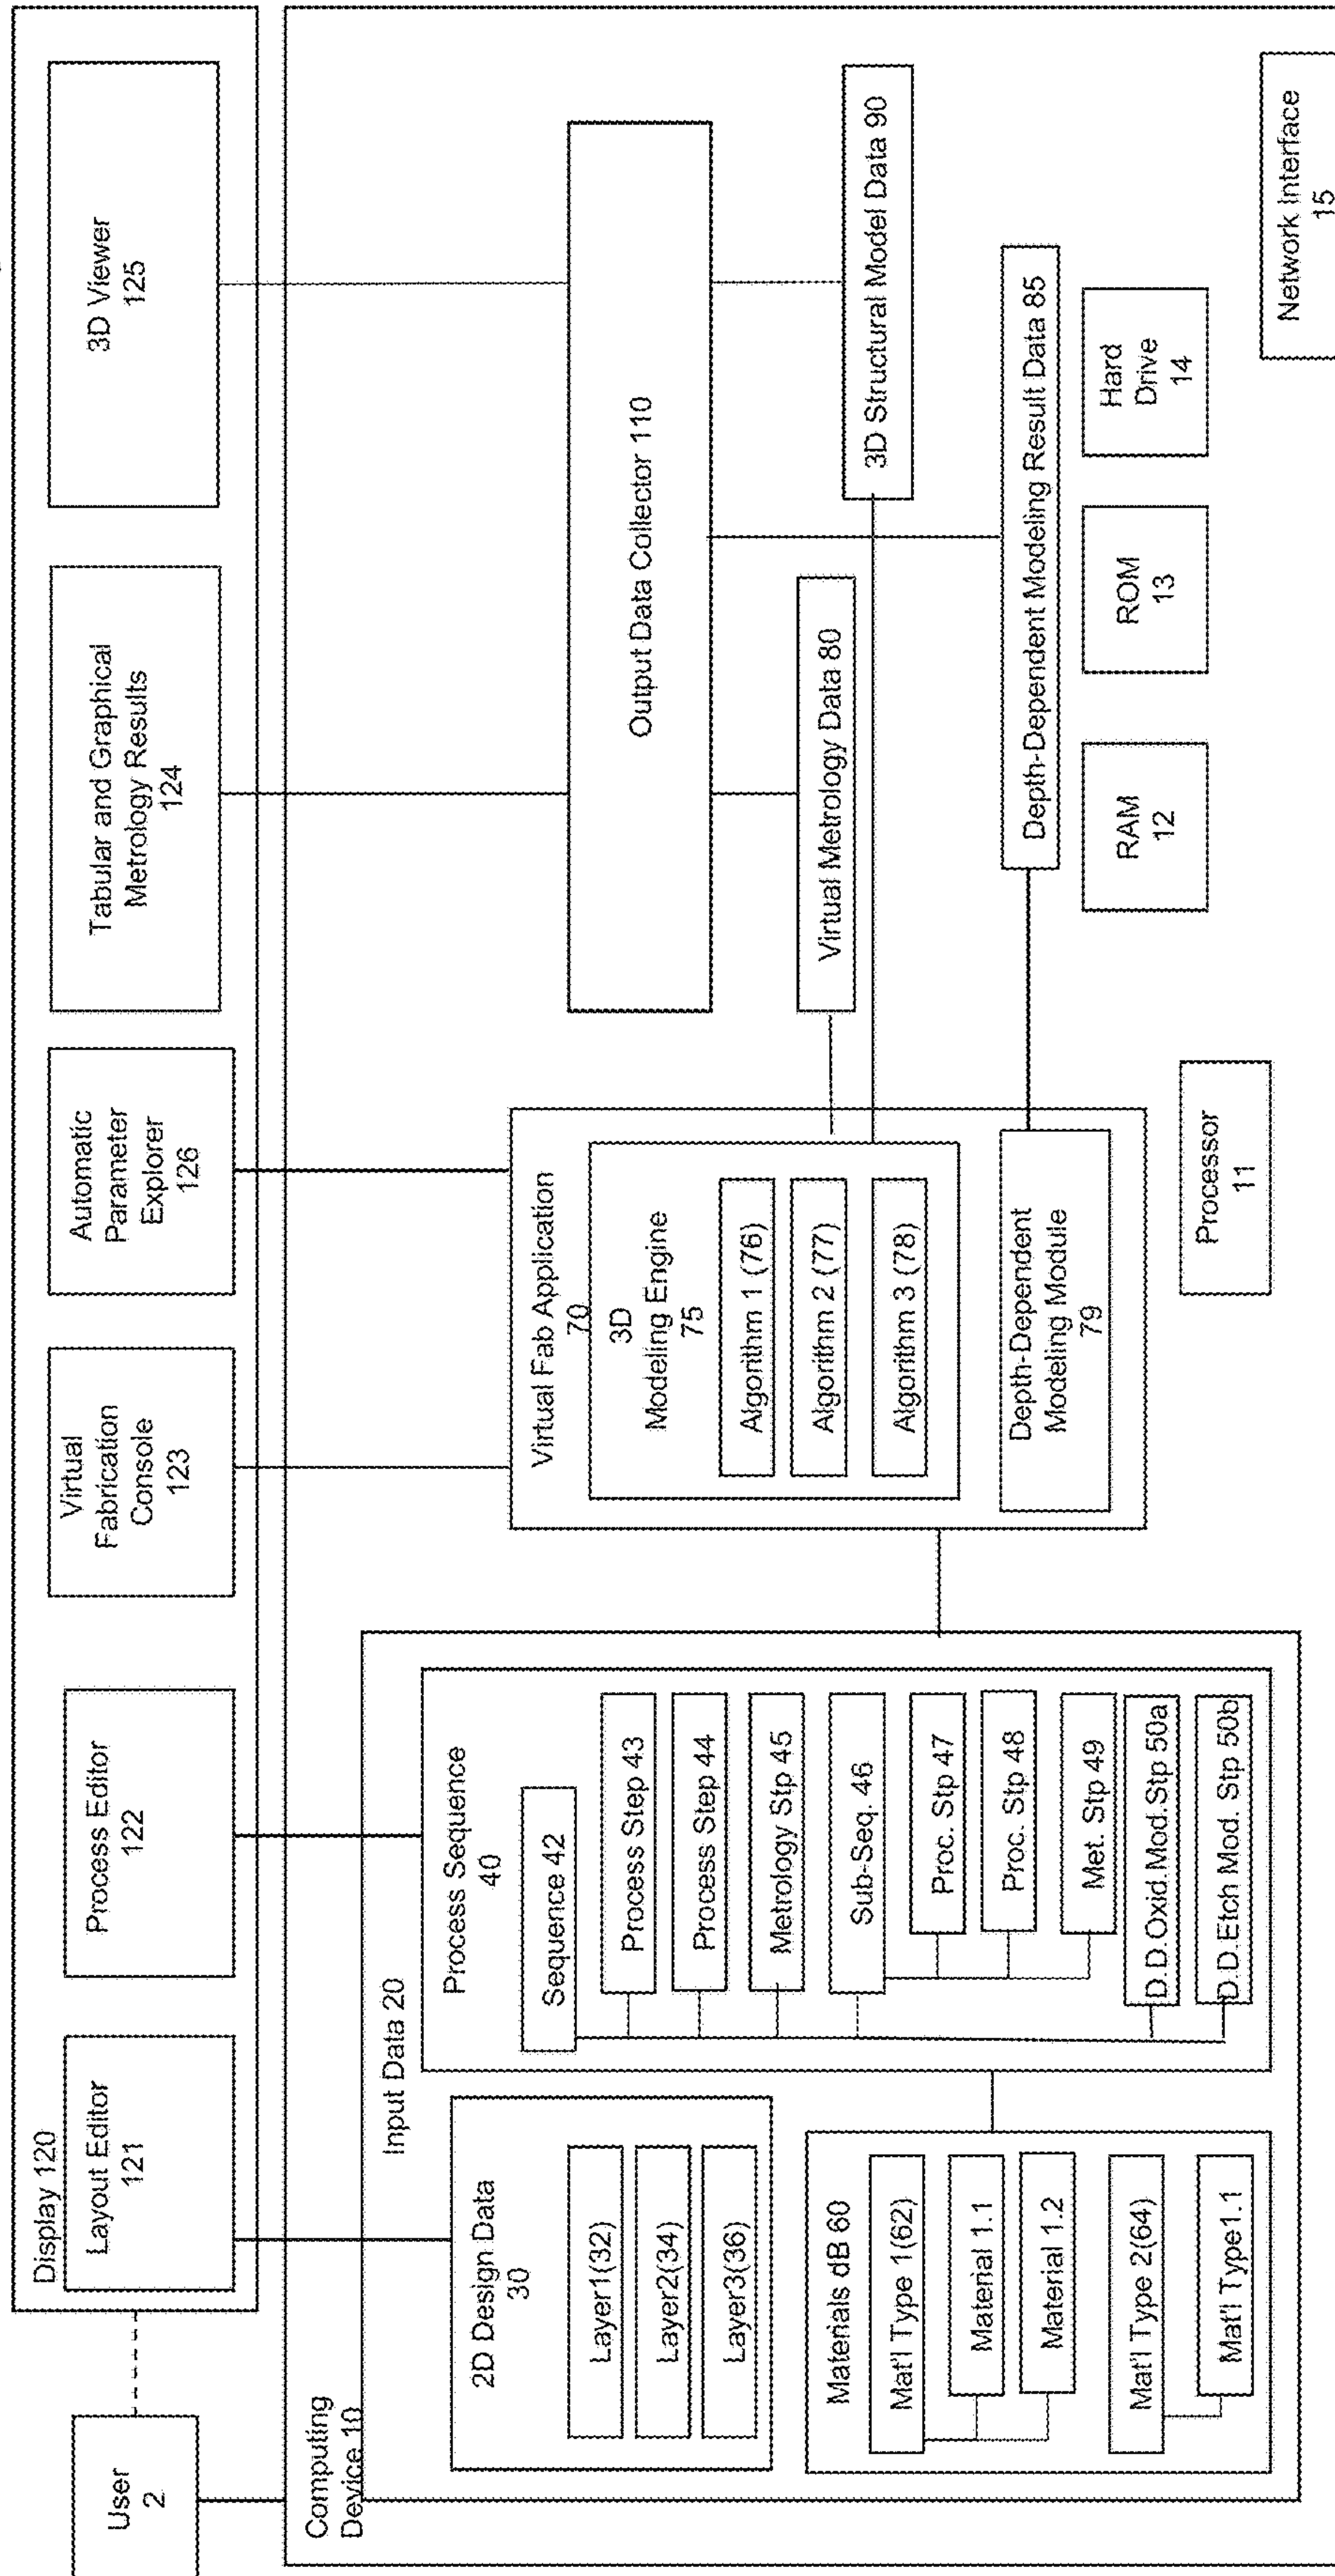 User
2
Display 120
Layout Editor
121
Process Editor
122
Virtual
Fabrication
Console
123
Automatic
Parameter
Explorer
126
Tabular and Graphical
Metrology Results
124
3D Viewer
125
Computing
Device 10
Input Data 20
2D Design Data
30
Layer1(32)
Layer2(34)
Layer3(36)
Materials dB 60
Mat'l Type 1(62)
Material 1.1
Material 1.2
Mat'l Type 2(64)
Mat'l Type1.1
Process Sequence
40
Sequence 42
Process Step 43
Process Step 44
Metrology Stp 45
Sub-Seq. 46
Proc. Stp 47
Proc. Stp 48
Met. Stp 49
D.D.Oxid.Mod.Stp 50a
D.D.Etch Mod. Stp 50b
Virtual Fab Application
70
3D
Modeling Engine
75
Algorithm 1 (76)
Algorithm 2 (77)
Algorithm 3 (78)
Depth-Dependent
Modeling Module
79
Output Data Collector 110
Virtual Metrology Data 80
3D Structural Model Data 90
Depth-Dependent Modeling Result Data 85
Processor
11
RAM
12
ROM
13
Hard
Drive
14
Network Interface
15